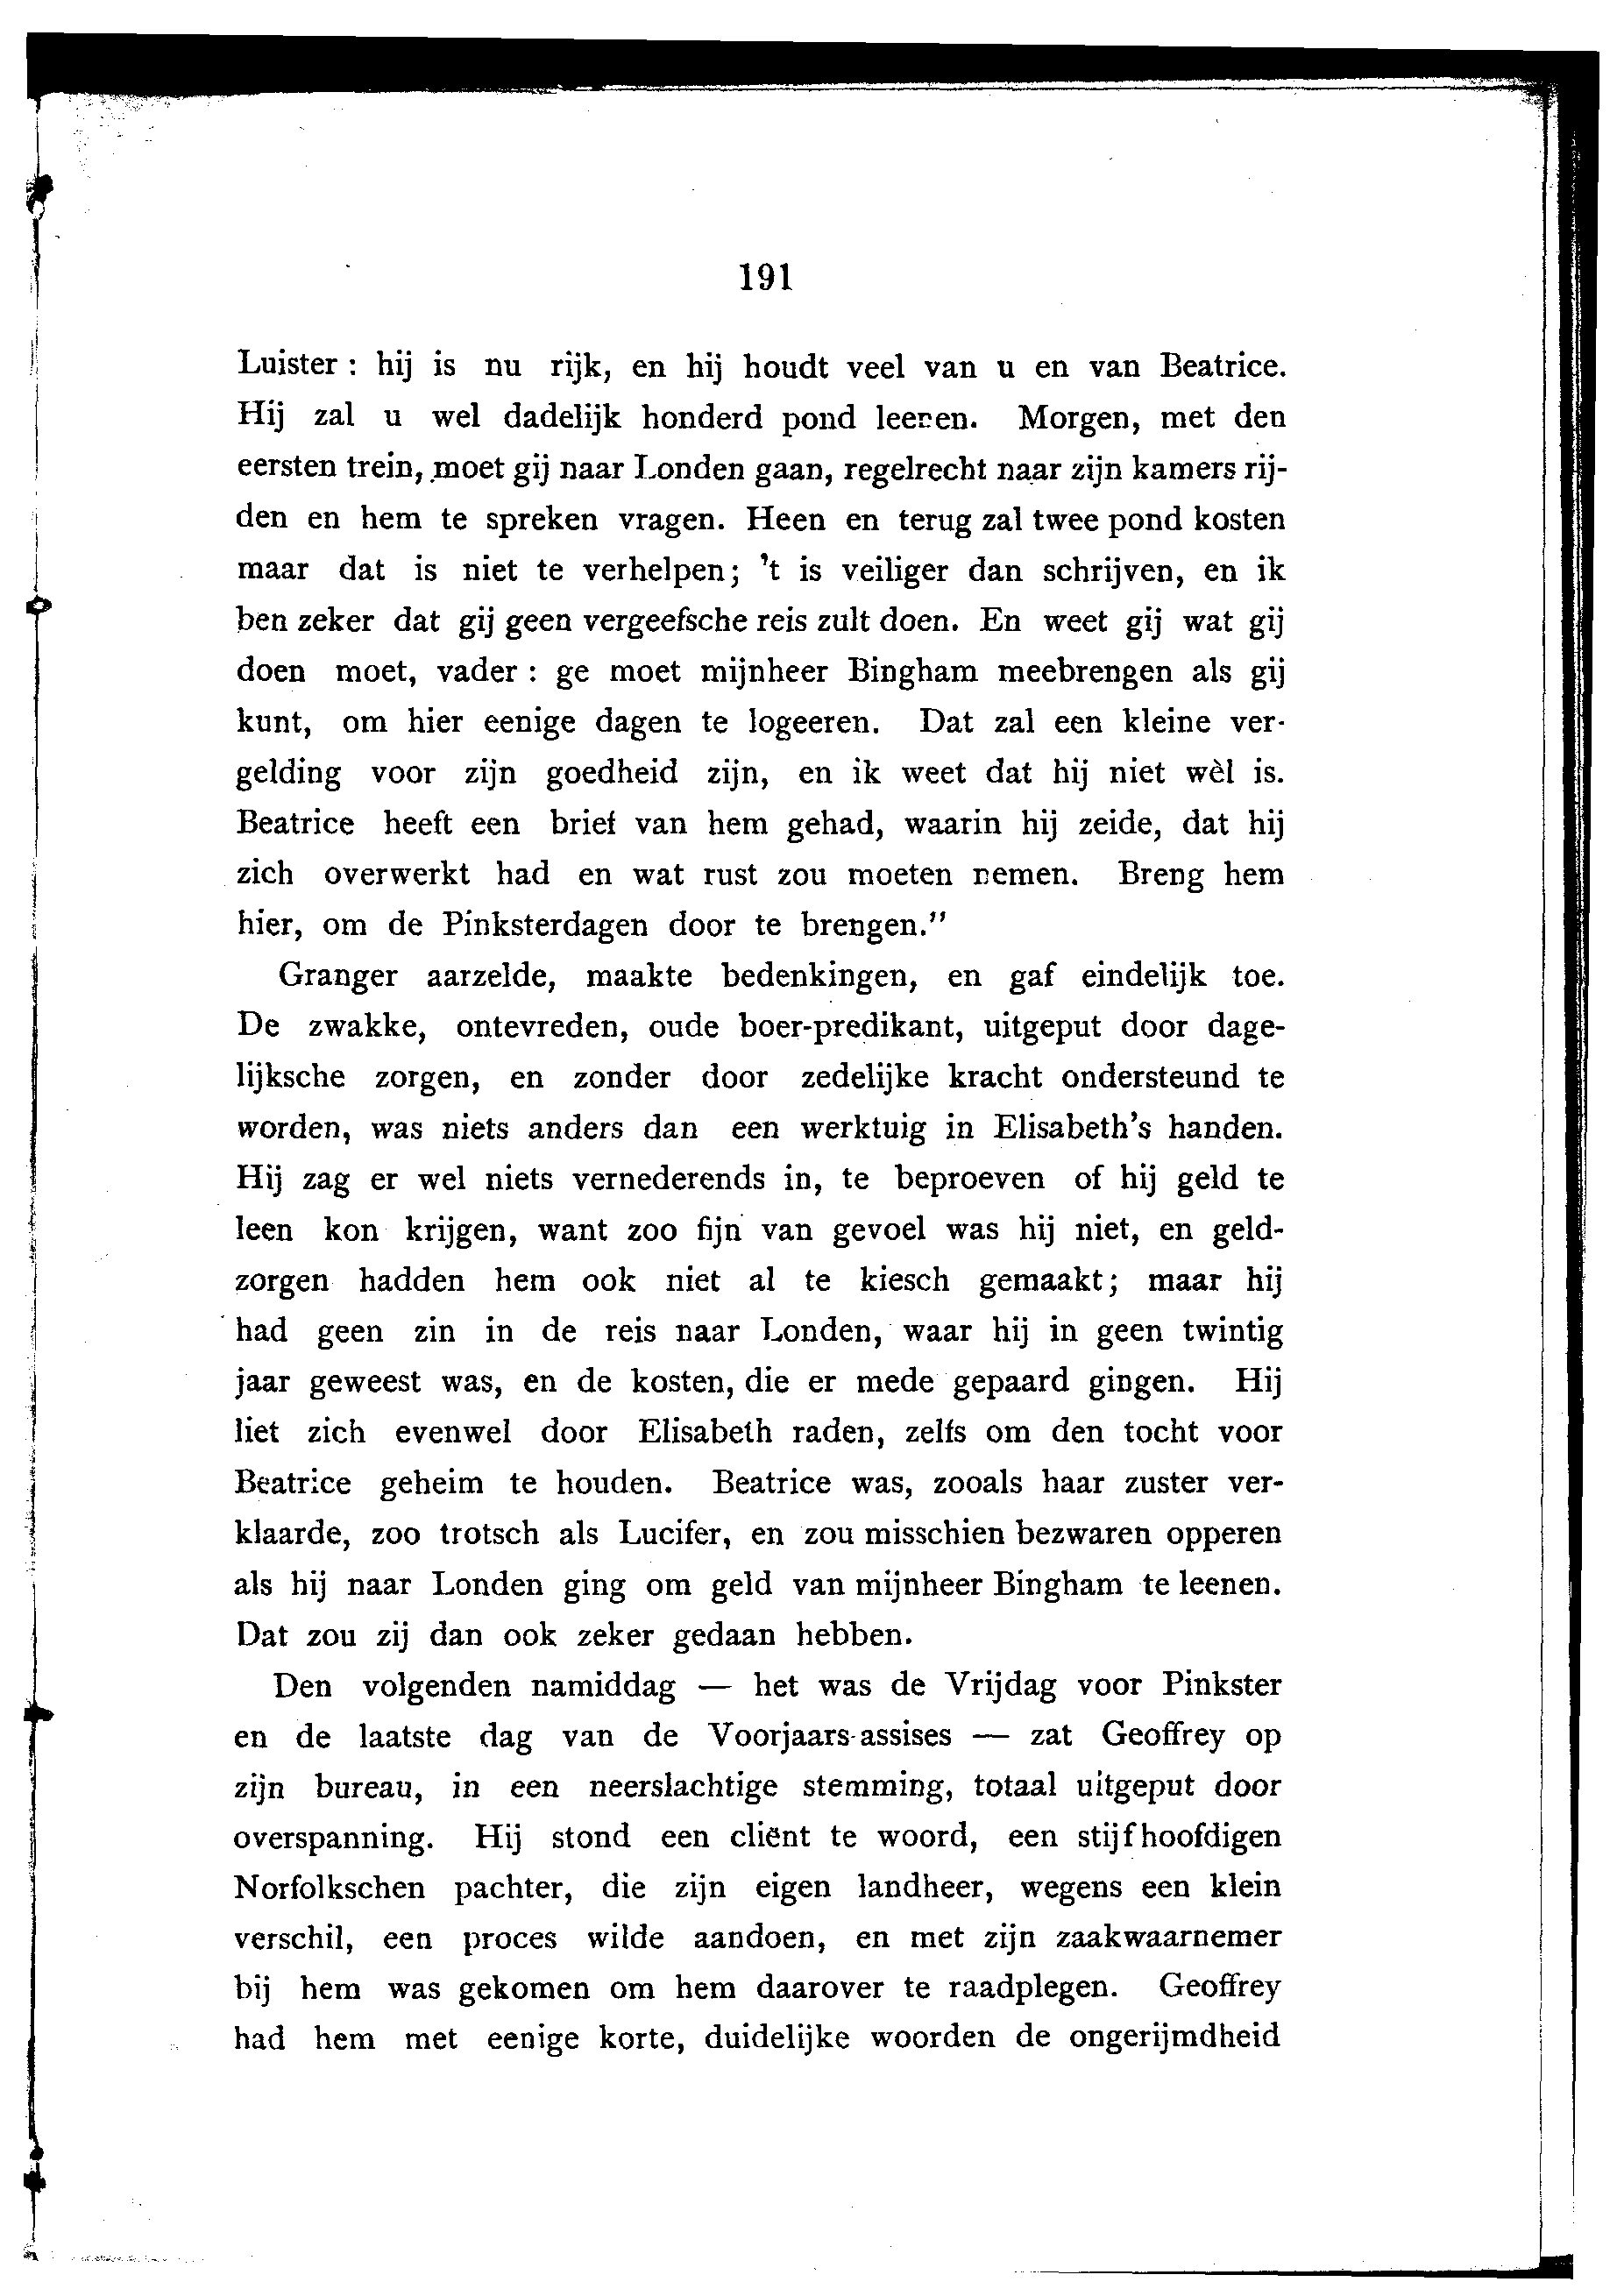 191
Luister : hij is nu rijk, en hij houdt veel van u en van Beatrice.
Hij zal u wel dadelijk honderd pond leenen. Morgen, met den
eersten trein, moet gij naar Londen gaan, regelrecht naar zijn kamers rij-
den en hem te spreken vragen. Heen en terug zal twee pond kosten
maar dat is niet te verhelpen; 't is veiliger dan schrijven, en ik
ben zeker dat gij geen vergeefsche reis zult doen. En weet gij wat gij
doen moet, vader : ge moet mijnheer Bingham meebrengen als gij
kunt, om hier eenige dagen te logeeren. Dat zal een kleine ver-
gelding voor zijn goedheid zijn, en ik weet dat hij niet wèl is.
Beatrice heeft een brief van hem gehad, waarin hij zeide, dat hij
zich overwerkt had en wat rust zou moeten nemen. Breng hem
hier, om de Pinksterdagen door te brengen."
Granger aarzelde, maakte bedenkingen, en gaf eindelijk toe.
De zwakke, ontevreden, oude boer-predikant, uitgeput door dage-
lijksche zorgen, en zonder door zedelijke kracht ondersteund te
worden, was niets anders dan een werktuig in Elisabeth's handen.
Hij zag er wel niets vernederends in, te beproeven of hij geld te
leen kon krijgen, want zoo fijn van gevoel was hij niet, en geld-
zorgen hadden hem ook niet al te kiesch gemaakt; maar hij
had geen zin in de reis naar Londen, waar hij in geen twintig
jaar geweest was, en de kosten, die er mede gepaard gingen. Hij
liet zich evenwel door Elisabeth raden, zelfs om den tocht voor
Beatrice geheim te houden. Beatrice was, zooals haar zuster ver-
klaarde, zoo trotsch als Lucifer, en zou misschien bezwaren opperen
als hij naar Londen ging om geld van mijnheer Bingham te leenen.
Dat zou zij dan ook zeker gedaan hebben.
Den volgenden namiddag — het was de Vrijdag voor Pinkster
en de laatste dag van de Voorjaars-assises — zat Geoffrey op
zijn bureau, in een neerslachtige stemming, totaal uitgeput door
overspanning. Hij stond een cliënt te woord, een stijfhoofdigen
Norfolkschen pachter, die zijn eigen landheer, wegens een klein
verschil, een proces wilde aandoen, en met zijn zaakwaarnemer
bij hem was gekomen om hem daarover te raadplegen. Geoffrey
had hem met eenige korte, duidelijke woorden de ongerijmdheid